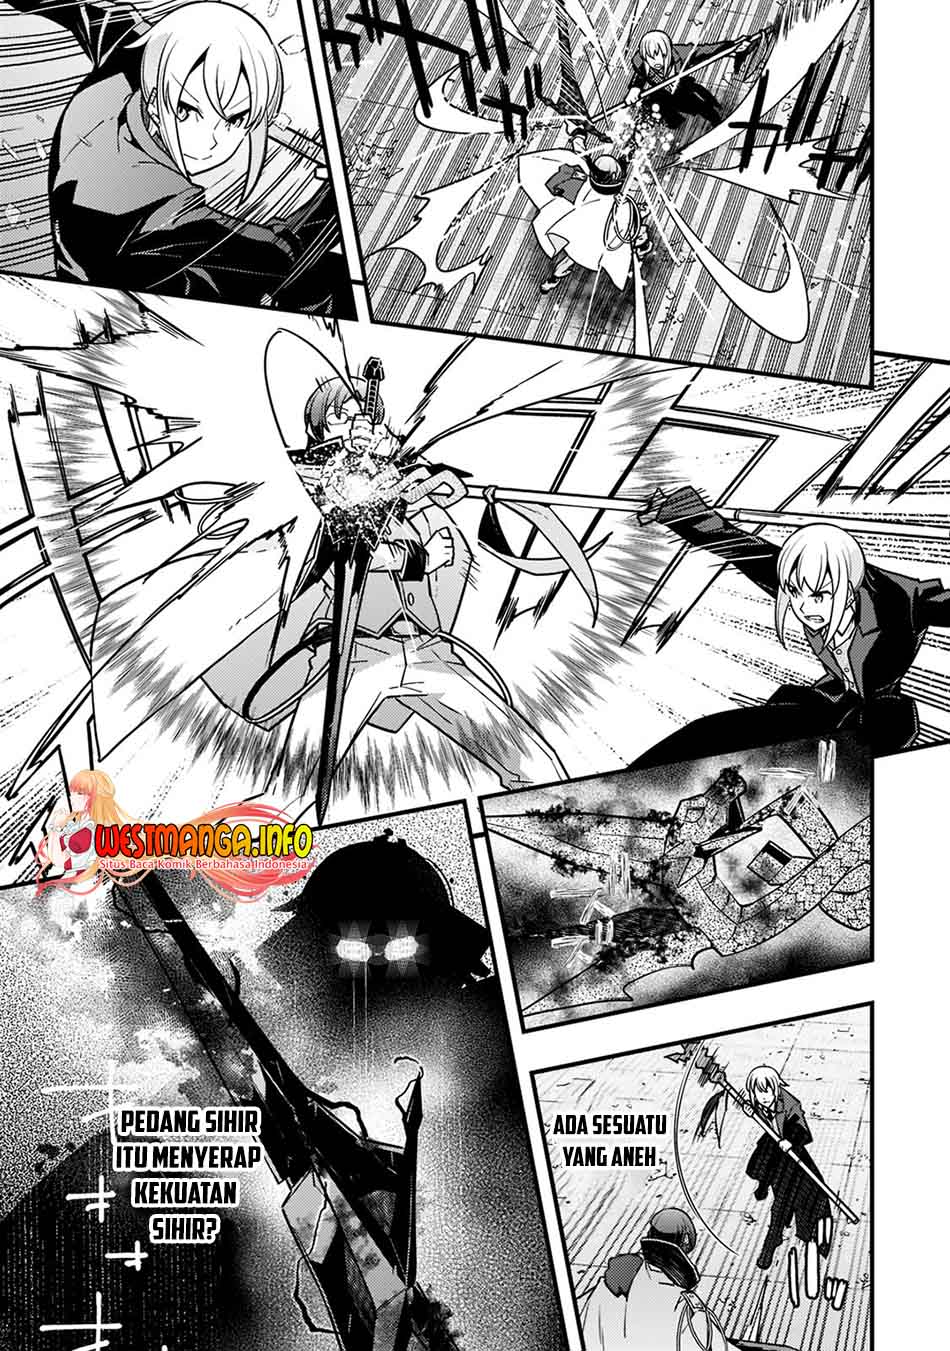 WESTMANGA.INFO
Situs Baca Komik Berbahasa Indonesia
ADA SESUATU
YANG ANEH
PEDANG SIHIR
ITU MENYERAP
KEKUATAN
SIHIR?